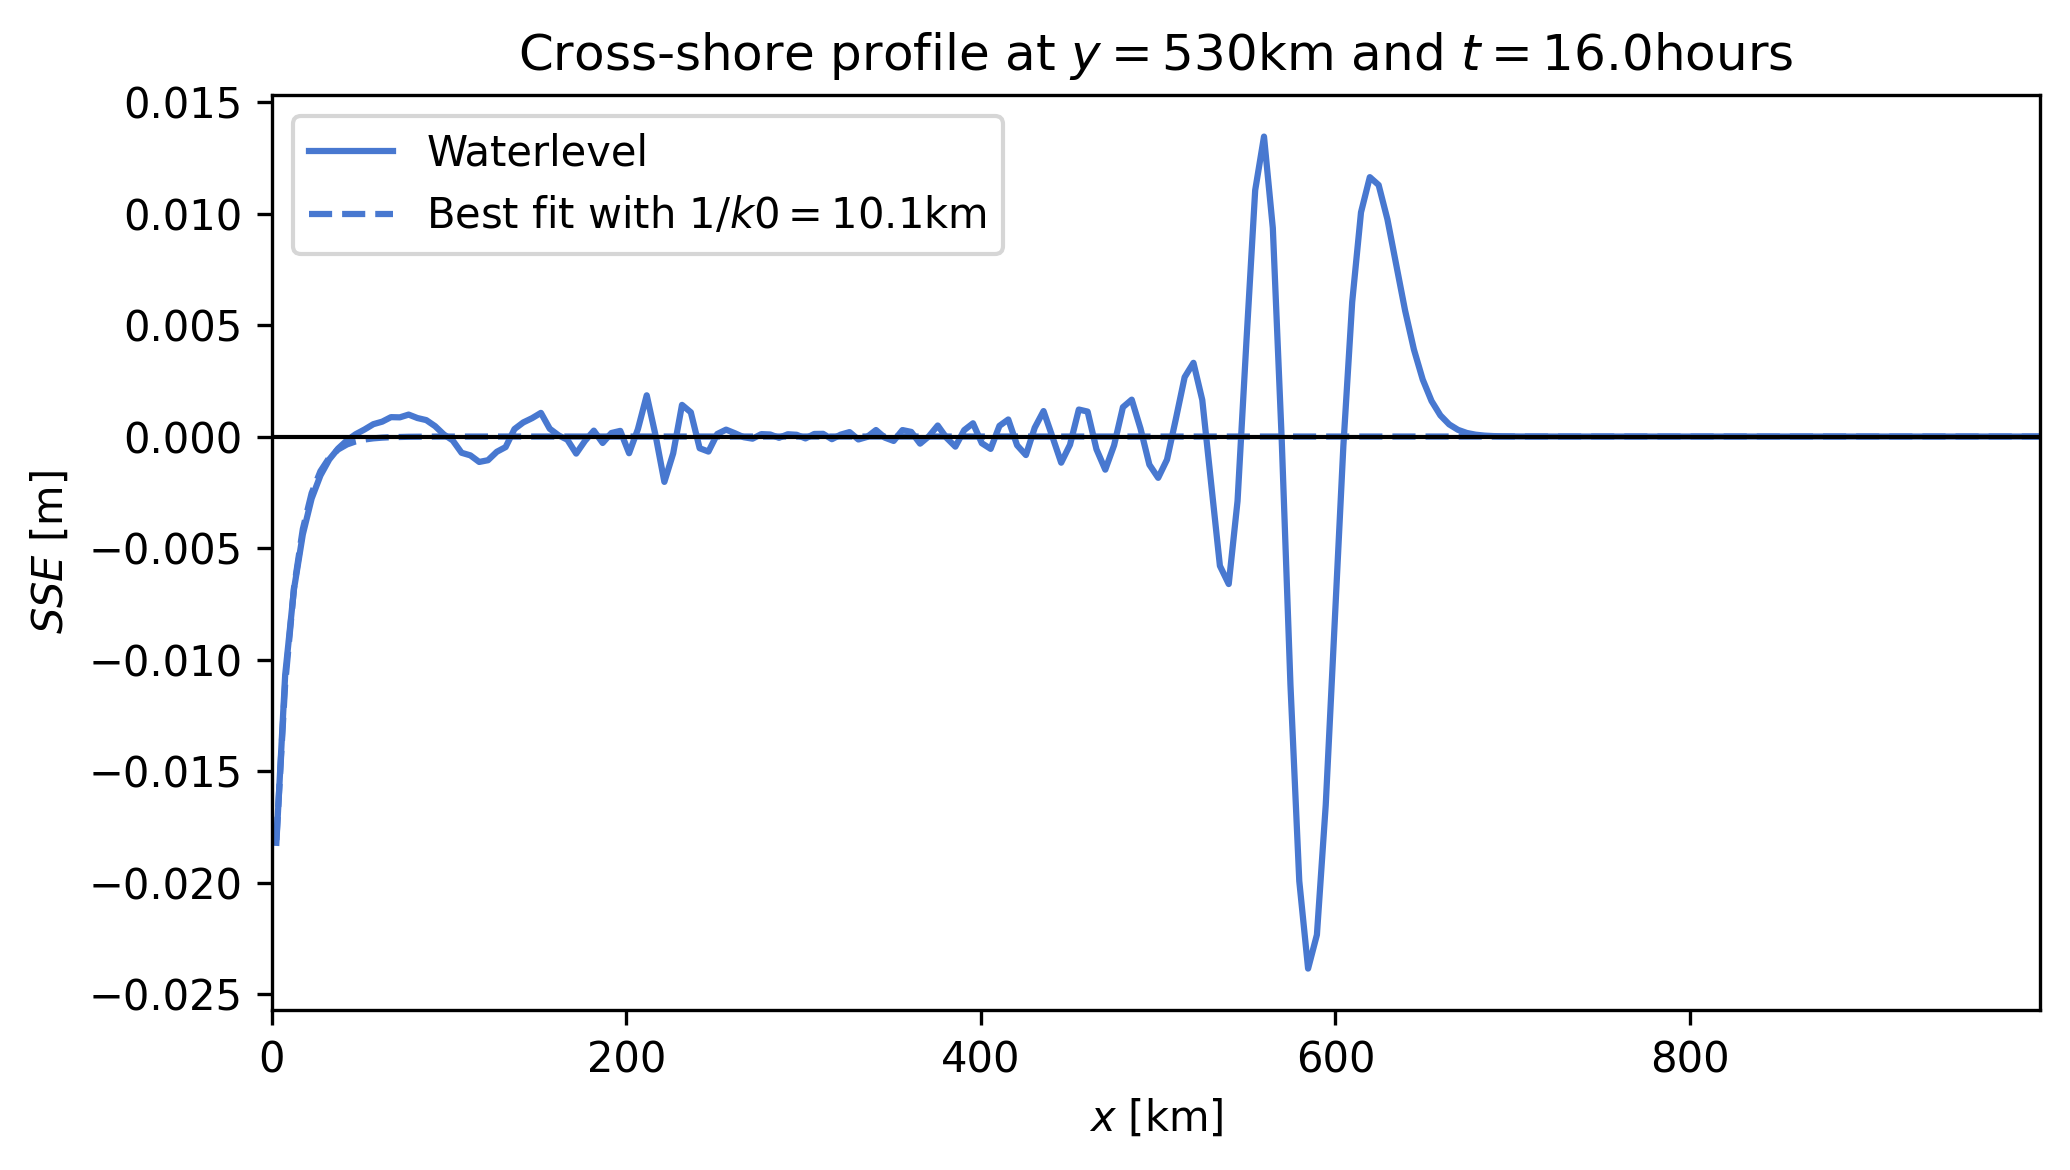 Cross-shore profile at y = 530km and t = 16.0hours
Waterlevel
Best fit with 1/k0 = 10.1km
SSE [m]
0.015
0.010
0.005
0.000
−0.005
−0.010
−0.015
−0.020
−0.025
0 200 400 600 800
x [km]